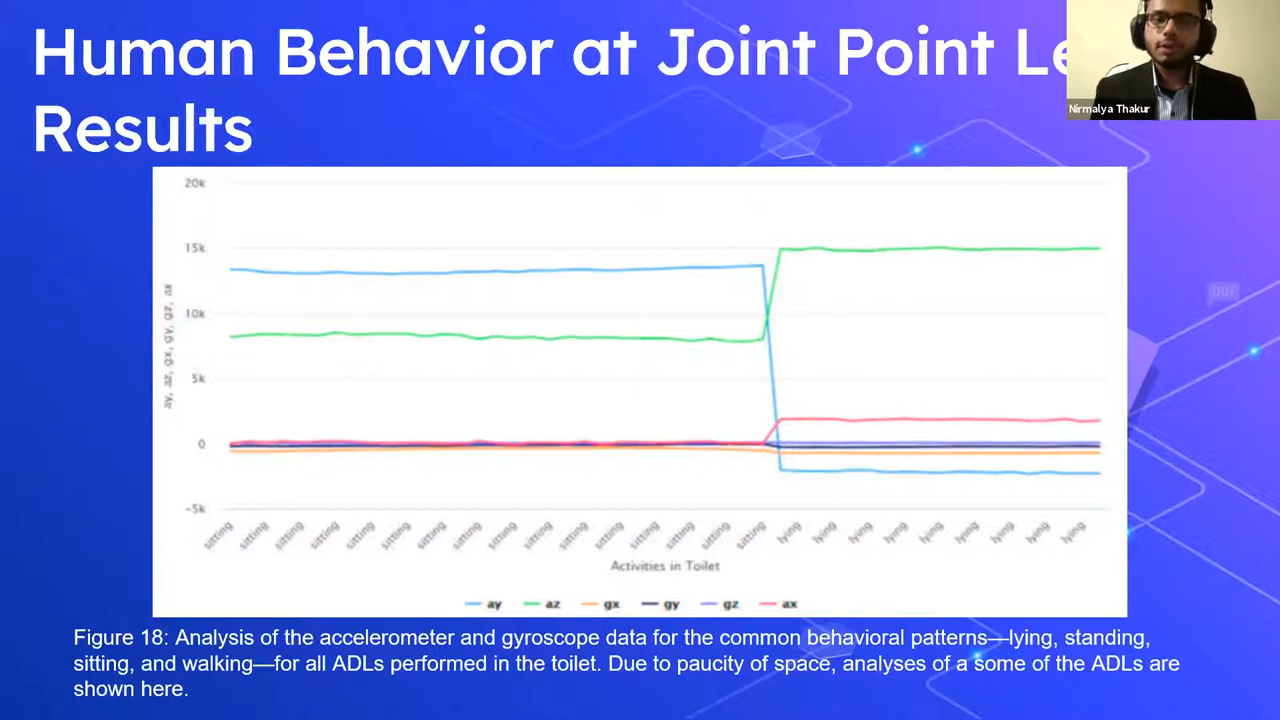 Human Behavior at Joint Point Le
Results
Nirmalya Thakur
20k
15k
10k
5k
0
-5k
ay, az, gx, gy, gz, ax
sitting sitting sitting sitting sitting sitting sitting sitting sitting sitting sitting sitting sitting sitting sitting sitting lying lying lying lying lying lying lying lying lying
Activities in Toilet
ay az gx gy gz ax
Figure 18: Analysis of the accelerometer and gyroscope data for the common behavioral patterns—lying, standing,
sitting, and walking—for all ADLs performed in the toilet. Due to paucity of space, analyses of a some of the ADLs are
shown here.